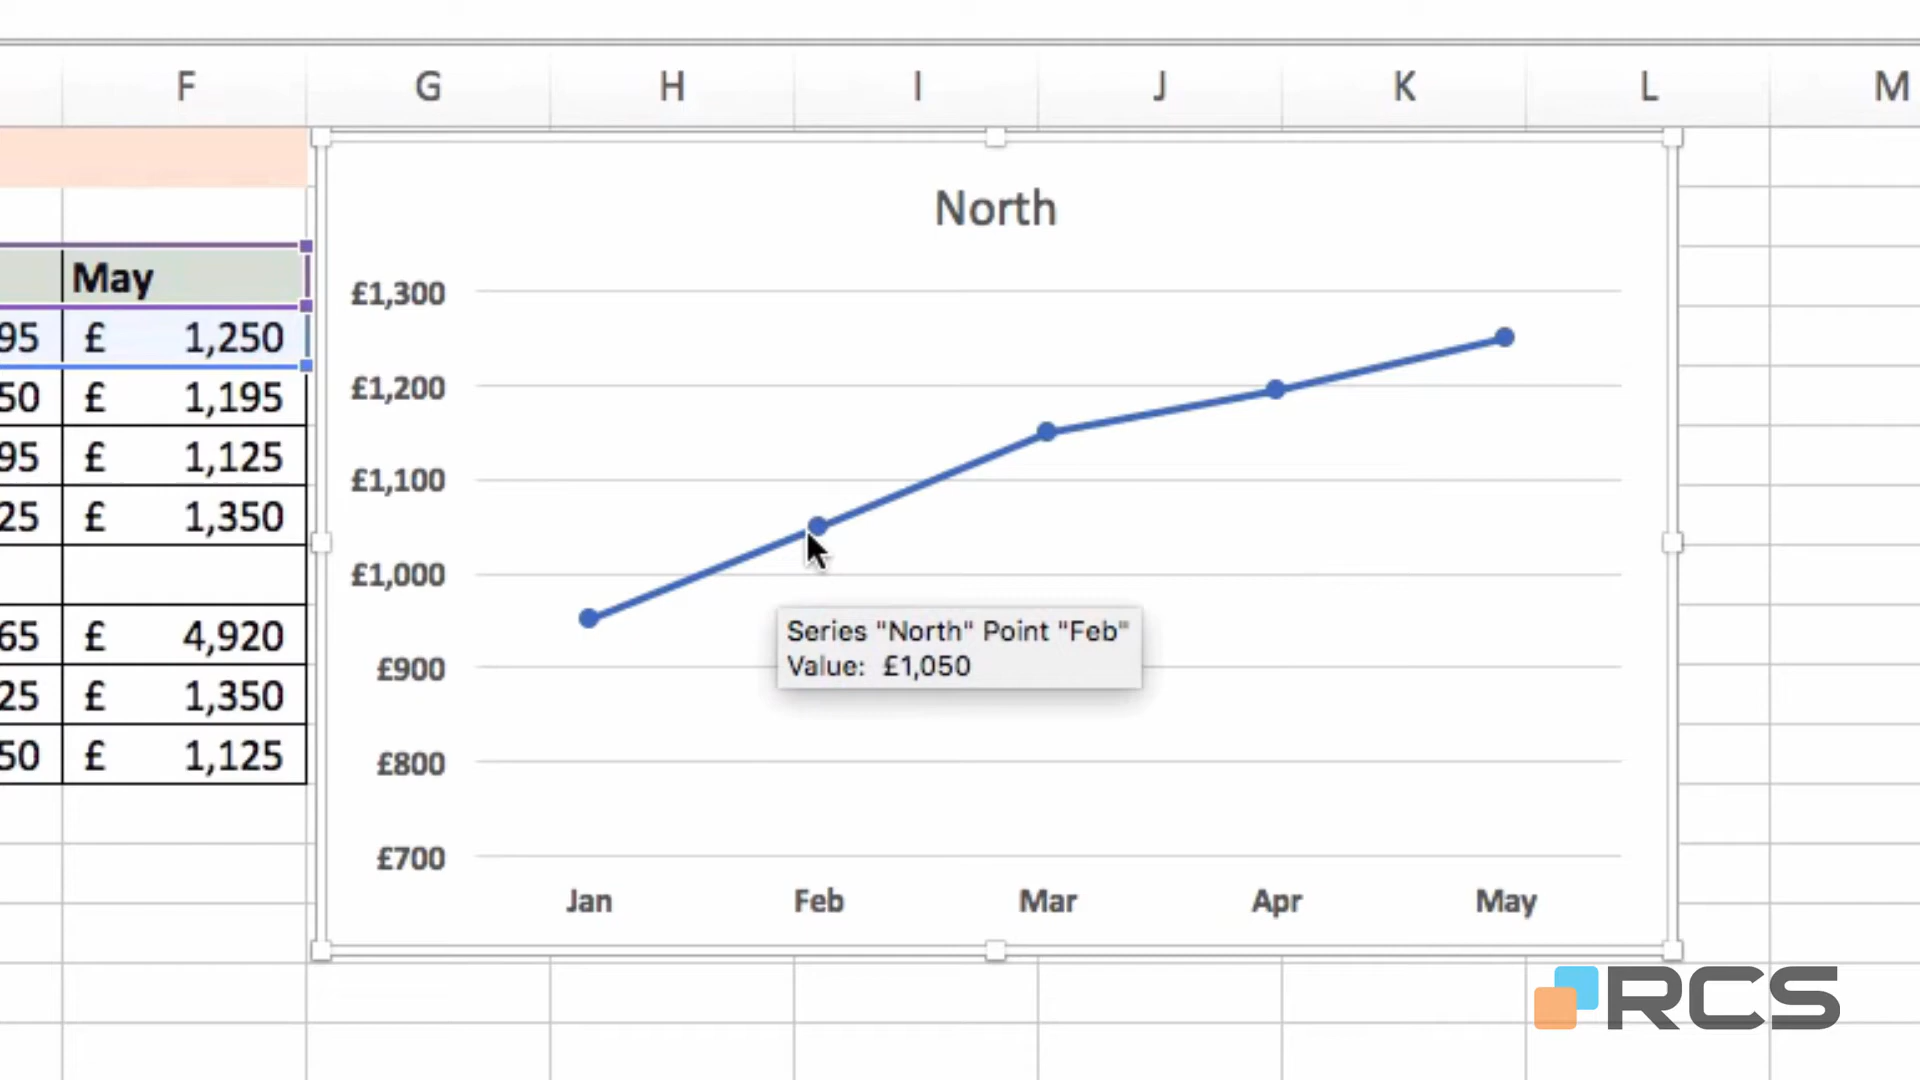 F G H I J K L M
North
May
95 £ 1,250
50 £ 1,195
95 £ 1,125
25 £ 1,350
65 £ 4,920
25 £ 1,350
50 £ 1,125
£1,300
£1,200
£1,100
£1,000
£900
£800
£700
Series "North" Point "Feb"
Value: £1,050
Jan Feb Mar Apr May
RCS